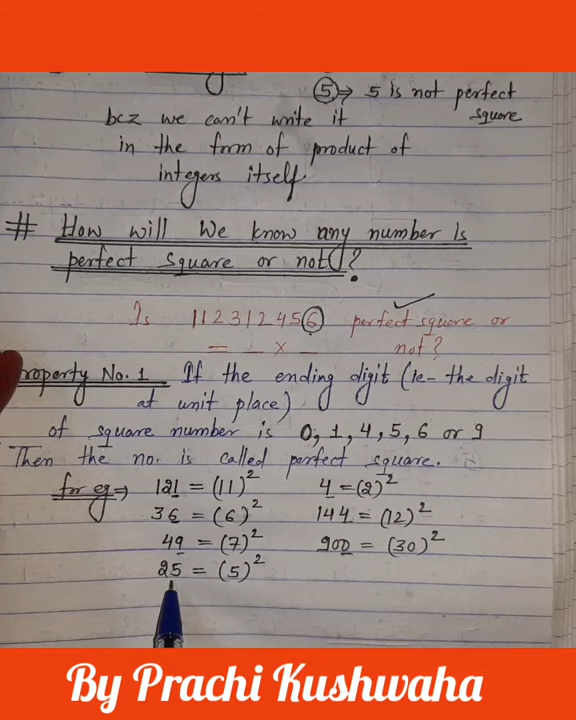 ⑤ ⇒ 5 is not perfect
square
bcz we can't write it
in the form of product of
integers itself.
# How will We know any number is
perfect square or not?
Is 112312456 perfect square or
= _ × _ not?
roperty No. 1 If the ending digit (ie- the digit
at unit place)
of square number is 0, 1, 4, 5, 6 or 9
Then the no. is called perfect square.
for eg ⇒ 121 = (11)² 4 = (2)²
36 = (6)² 144 = (12)²
49 = (7)² 900 = (30)²
25 = (5)²
By Prachi Kushwaha